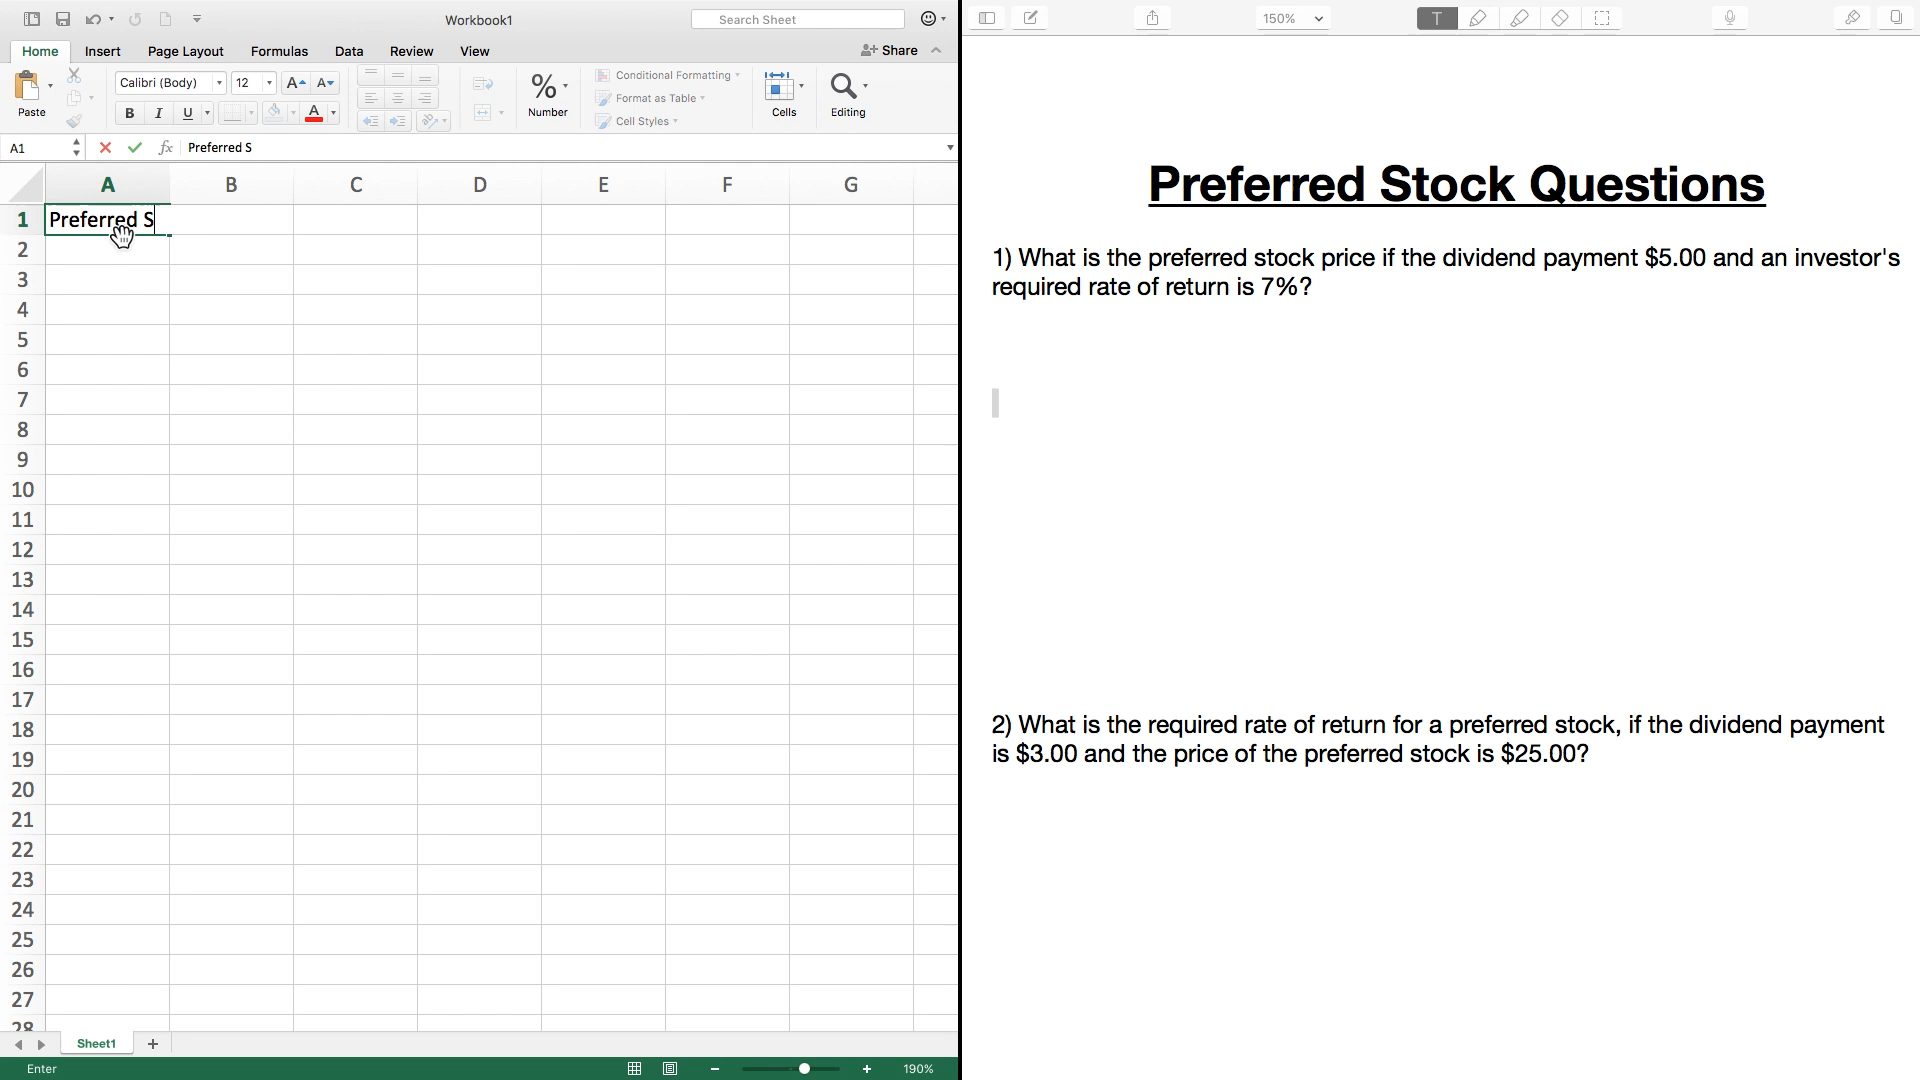 Workbook1
Search Sheet
Home Insert Page Layout Formulas Data Review View
Share
Paste
Calibri (Body) 12 A A
B I U A
% Number
Conditional Formatting
Format as Table
Cell Styles
Cells
Editing
A1 fx Preferred S
A B C D E F G
1 Preferred S
2
3
4
5
6
7
8
9
10
11
12
13
14
15
16
17
18
19
20
21
22
23
24
25
26
27
28
Sheet1 +
Enter
190%
150%
T
Preferred Stock Questions
1) What is the preferred stock price if the dividend payment $5.00 and an investor's
required rate of return is 7%?
2) What is the required rate of return for a preferred stock, if the dividend payment
is $3.00 and the price of the preferred stock is $25.00?